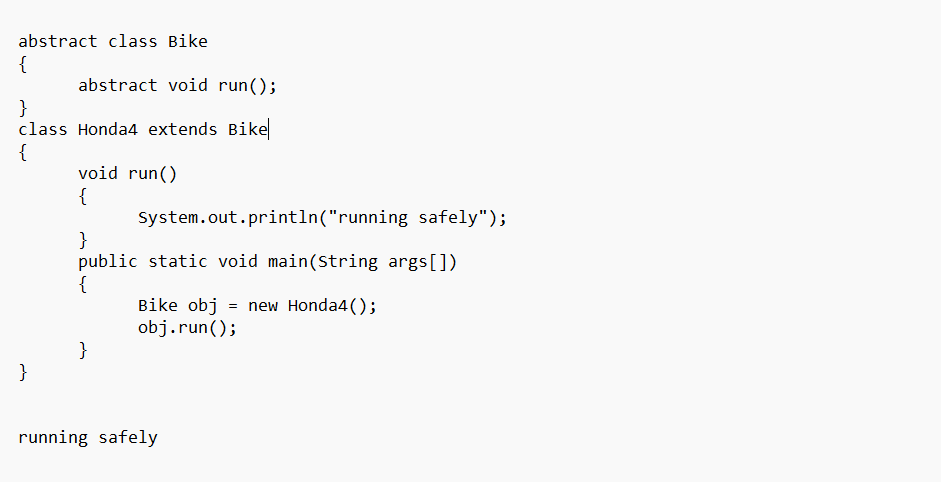 abstract class Bike
{
      abstract void run();
}
class Honda4 extends Bike
{
      void run()
      {
            System.out.println("running safely");
      }
      public static void main(String args[])
      {
            Bike obj = new Honda4();
            obj.run();
      }
}
running safely